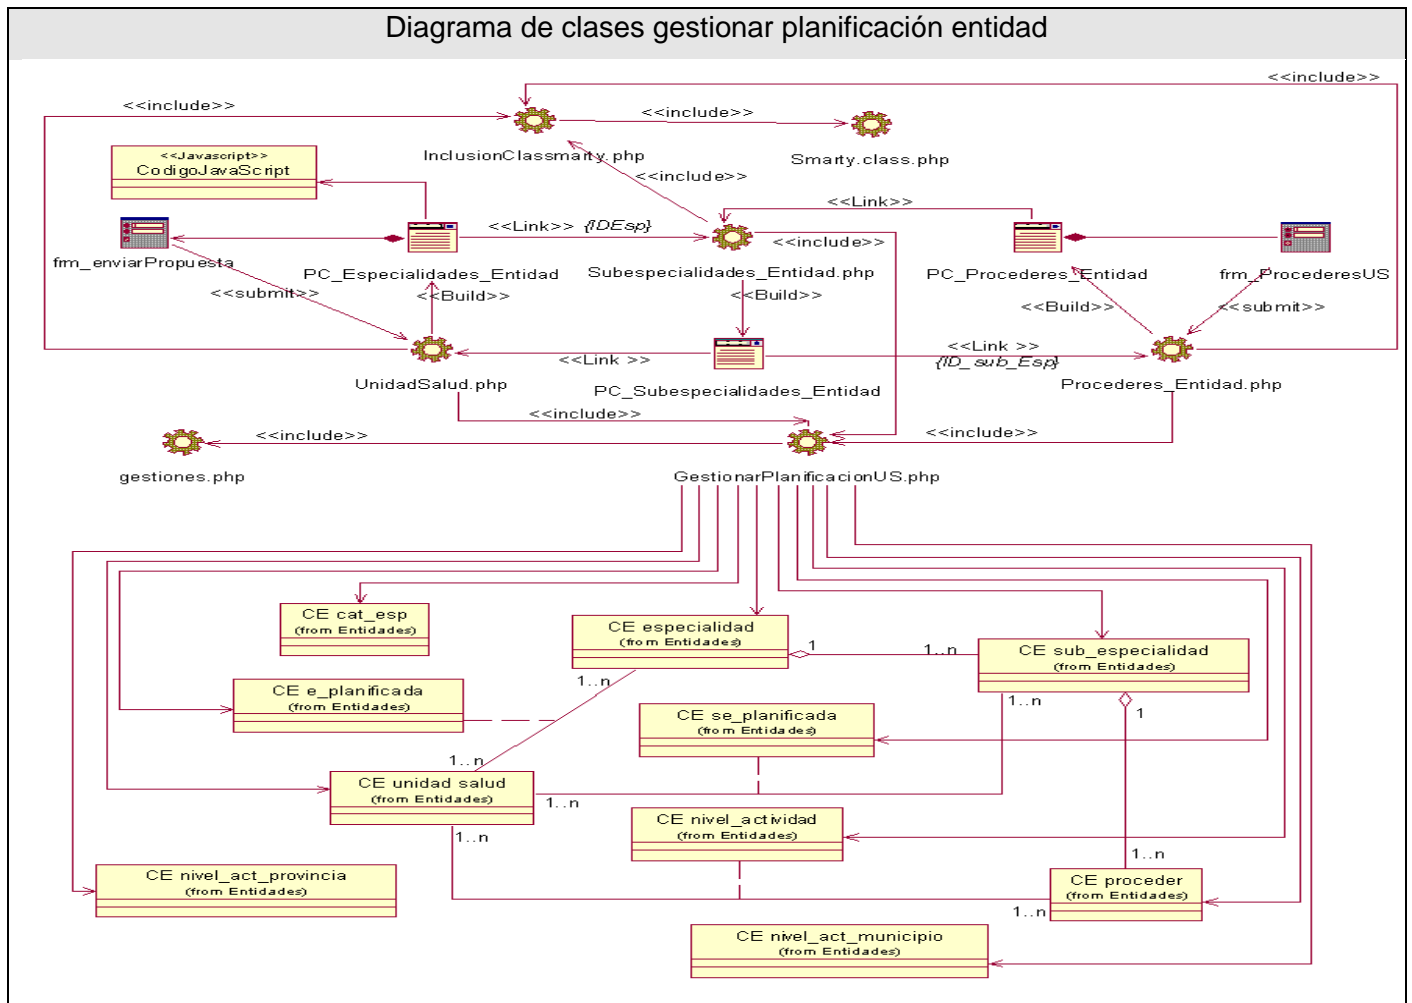 Diagrama de clases gestionar planificación entidad
<<include>>
<<include>>
<<include>>
InclusionClassmarty.php
Smarty.class.php
<<Javascript>>
CodigoJavaScript
<<include>>
<<Link>>
<<Link>> {IDEsp}
<<include>>
frm_enviarPropuesta
PC_Especialidades_Entidad
Subespecialidades_Entidad.php
PC_Procederes_Entidad
frm_ProcederesUS
<<submit>>
<<Build>>
<<Build>>
<<Build>>
<<submit>>
<<Link >>
<<Link >>
{ID_sub_Esp}
UnidadSalud.php
PC_Subespecialidades_Entidad
Procederes_Entidad.php
<<include>>
<<include>>
<<include>>
gestiones.php
GestionarPlanificacionUS.php
CE cat_esp
(from Entidades)
CE especialidad
(from Entidades)
1
1..n
CE sub_especialidad
(from Entidades)
1..n
CE e_planificada
(from Entidades)
1..n
1
CE se_planificada
(from Entidades)
1..n
CE unidad salud
(from Entidades)
1..n
CE nivel_actividad
(from Entidades)
1..n
1..n
CE nivel_act_provincia
(from Entidades)
CE proceder
(from Entidades)
1..n
CE nivel_act_municipio
(from Entidades)